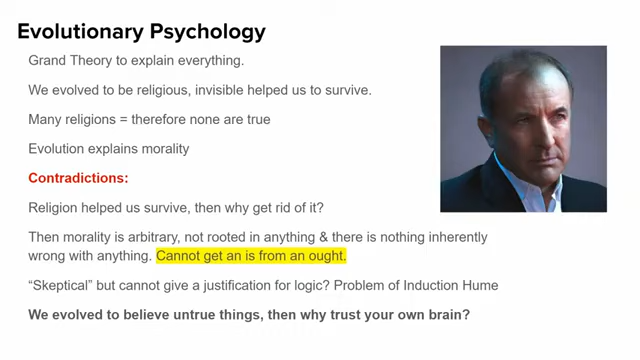 Evolutionary Psychology
Grand Theory to explain everything.
We evolved to be religious, invisible helped us to survive.
Many religions = therefore none are true
Evolution explains morality
Contradictions:
Religion helped us survive, then why get rid of it?
Then morality is arbitrary, not rooted in anything & there is nothing inherently
wrong with anything. Cannot get an is from an ought.
“Skeptical” but cannot give a justification for logic? Problem of Induction Hume
We evolved to believe untrue things, then why trust your own brain?